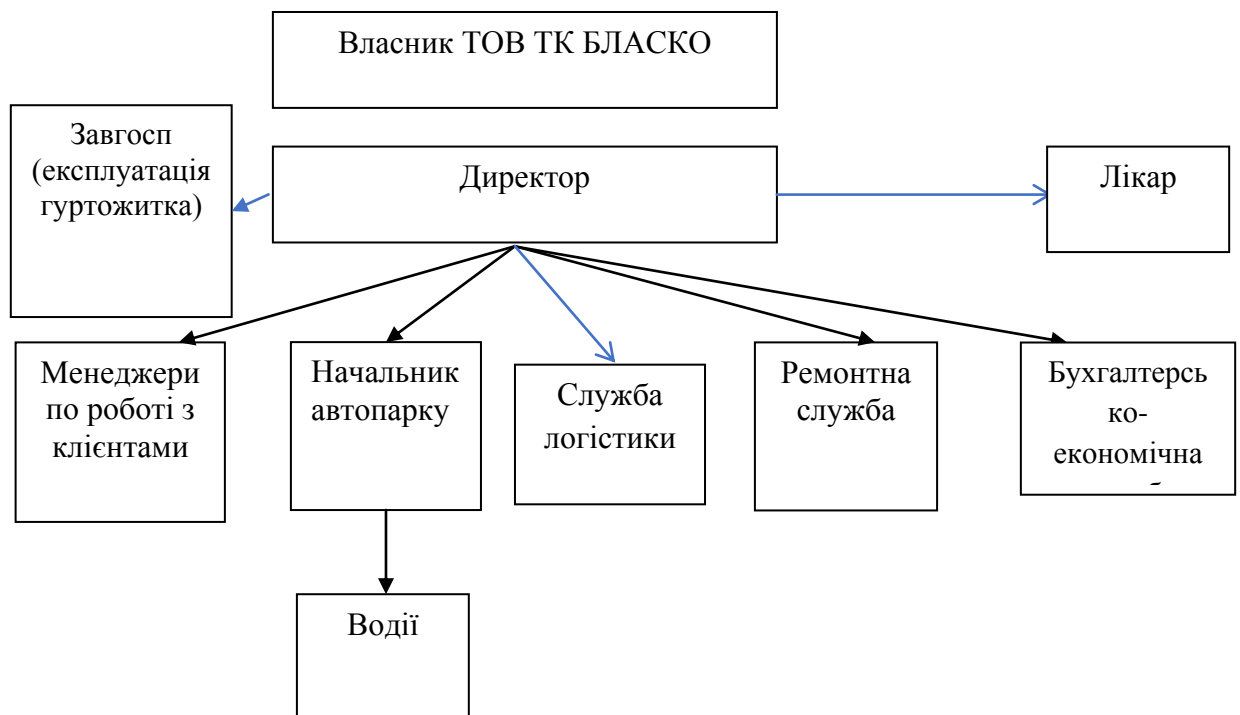 Власник ТОВ ТК БЛАСКО
Завгосп
(експлуатація
гуртожитка)
Директор
Лікар
Менеджери
по роботі з
клієнтами
Начальник
автопарку
Служба
логістики
Ремонтна
служба
Бухгалтерсь
ко-
економічна
Водії